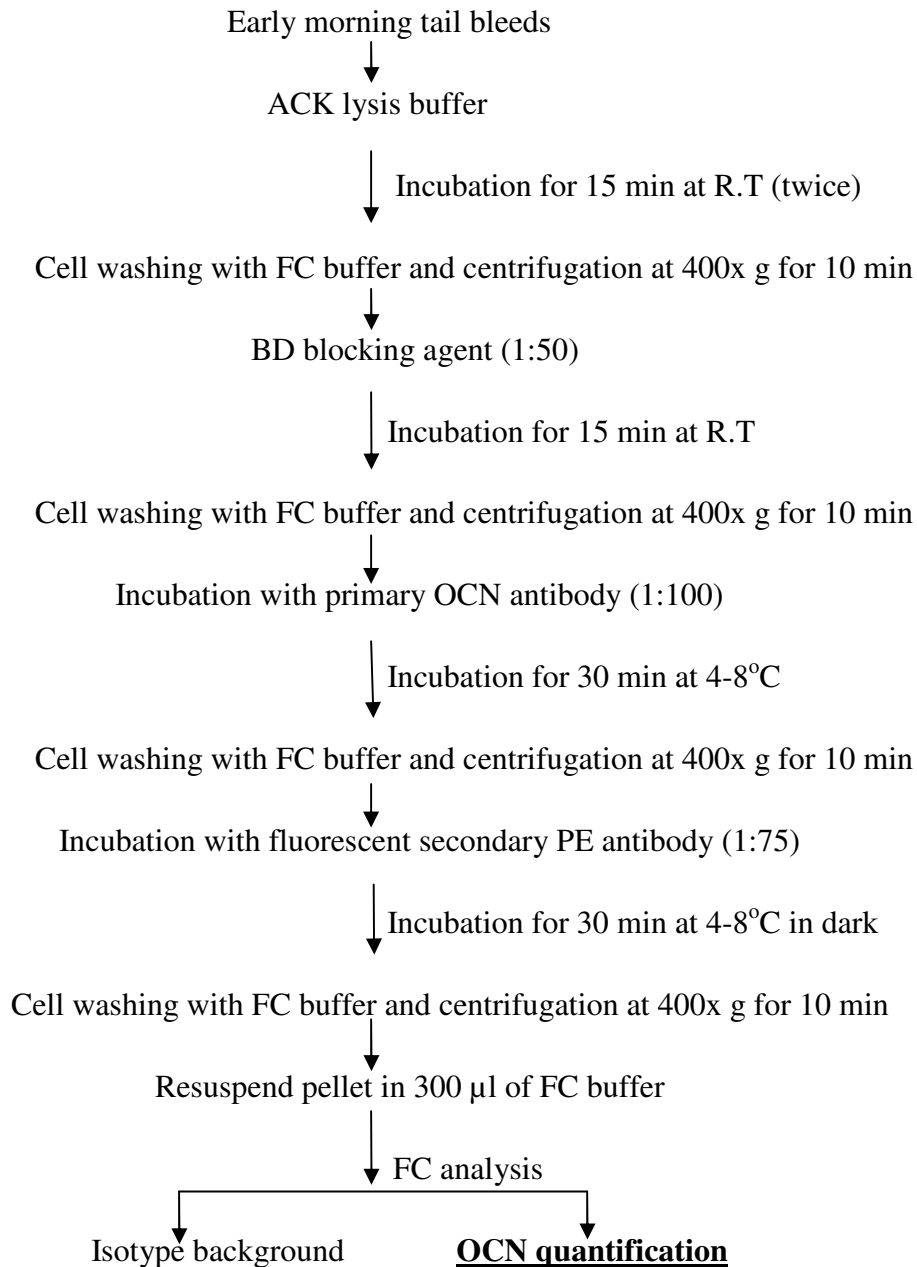 Early morning tail bleeds
ACK lysis buffer
Incubation for 15 min at R.T (twice)
Cell washing with FC buffer and centrifugation at 400x g for 10 min
BD blocking agent (1:50)
Incubation for 15 min at R.T
Cell washing with FC buffer and centrifugation at 400x g for 10 min
Incubation with primary OCN antibody (1:100)
Incubation for 30 min at 4-8°C
Cell washing with FC buffer and centrifugation at 400x g for 10 min
Incubation with fluorescent secondary PE antibody (1:75)
Incubation for 30 min at 4-8°C in dark
Cell washing with FC buffer and centrifugation at 400x g for 10 min
Resuspend pellet in 300 µl of FC buffer
FC analysis
Isotype background OCN quantification